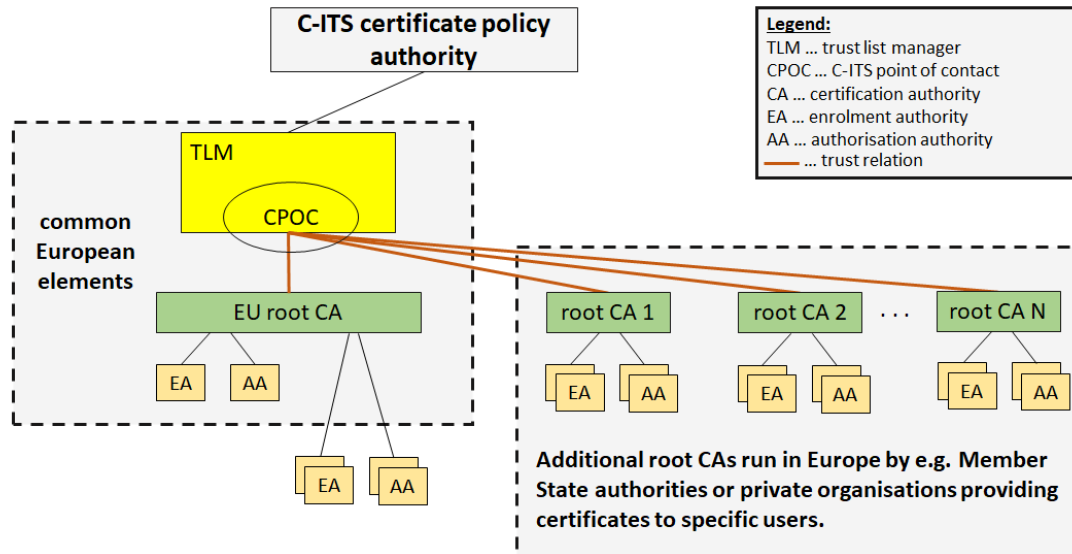 C-ITS certificate policy
authority
Legend:
TLM ... trust list manager
CPOC ... C-ITS point of contact
CA ... certification authority
EA ... enrolment authority
AA ... authorisation authority
... trust relation
TLM
CPOC
common
European
elements
EU root CA
EA
AA
EA
AA
root CA 1
root CA 2
. . .
root CA N
EA
AA
EA
AA
EA
AA
Additional root CAs run in Europe by e.g. Member
State authorities or private organisations providing
certificates to specific users.